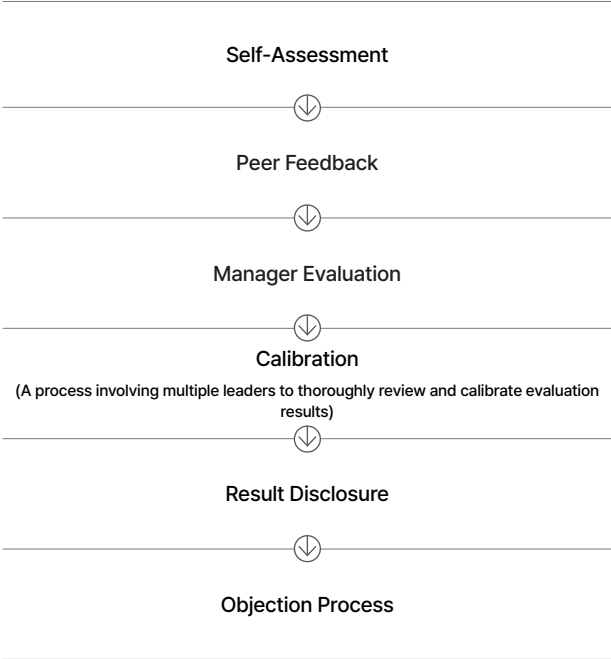 Self-Assessment
Peer Feedback
Manager Evaluation
Calibration
(A process involving multiple leaders to thoroughly review and calibrate evaluation
results)
Result Disclosure
Objection Process